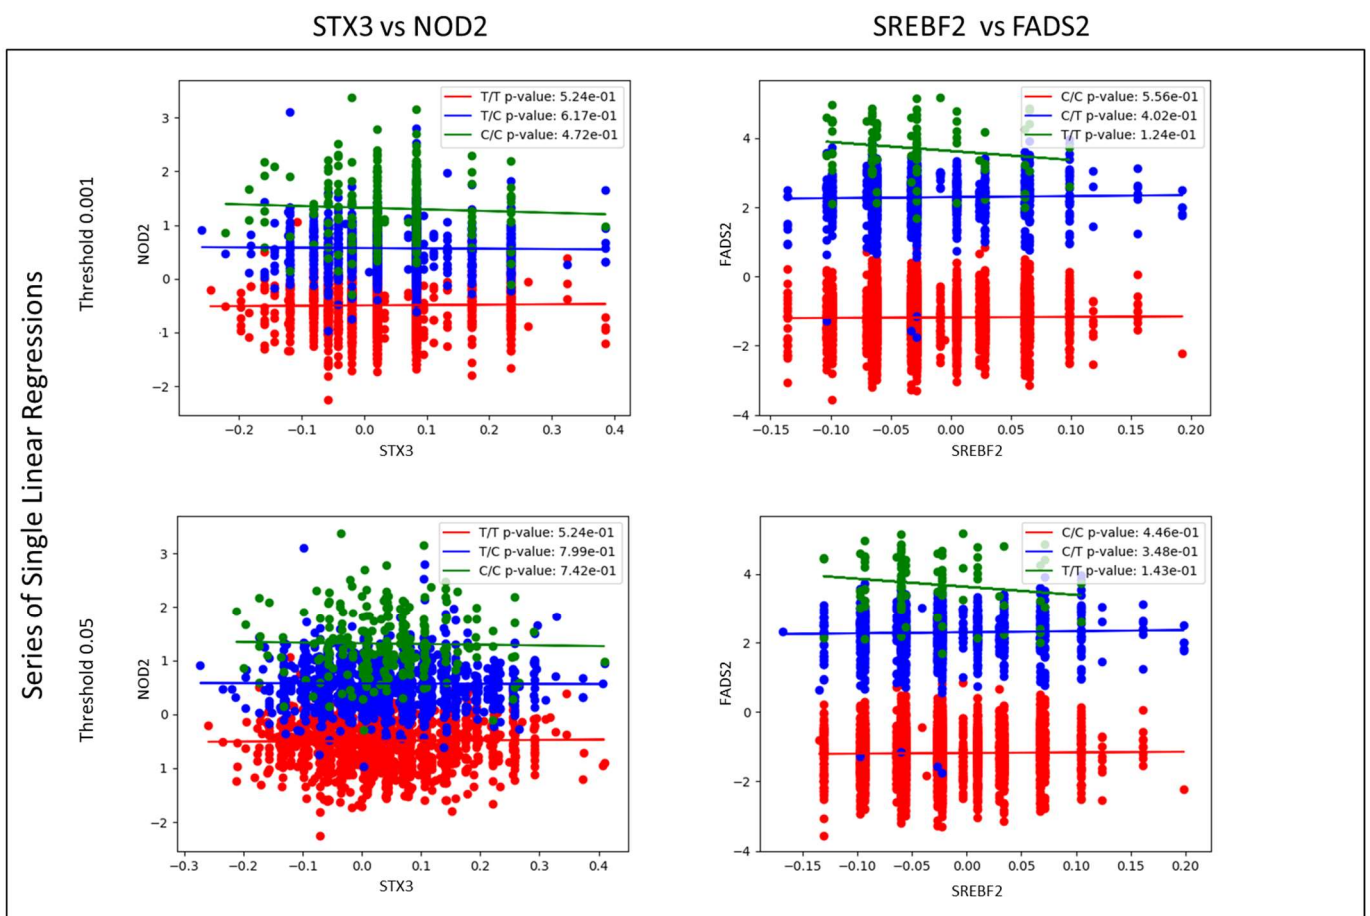 STX3 vs NOD2
SREBF2 vs FADS2
Series of Single Linear Regressions
Threshold 0.001
NOD2
3
2
1
0
-1
-2
T/T p-value: 5.24e-01
T/C p-value: 6.17e-01
C/C p-value: 4.72e-01
-0.2 -0.1 0.0 0.1 0.2 0.3 0.4
STX3
FADS2
4
2
0
-2
-4
C/C p-value: 5.56e-01
C/T p-value: 4.02e-01
T/T p-value: 1.24e-01
-0.15 -0.10 -0.05 0.00 0.05 0.10 0.15 0.20
SREBF2
Threshold 0.05
NOD2
3
2
1
0
1
-2
T/T p-value: 5.24e-01
T/C p-value: 7.99e-01
C/C p-value: 7.42e-01
-0.3 -0.2 -0.1 0.0 0.1 0.2 0.3 0.4
STX3
FADS2
4
2
0
-2
-4
C/C p-value: 4.46e-01
C/T p-value: 3.48e-01
T/T p-value: 1.43e-01
-0.15 -0.10 -0.05 0.00 0.05 0.10 0.15 0.20
SREBF2